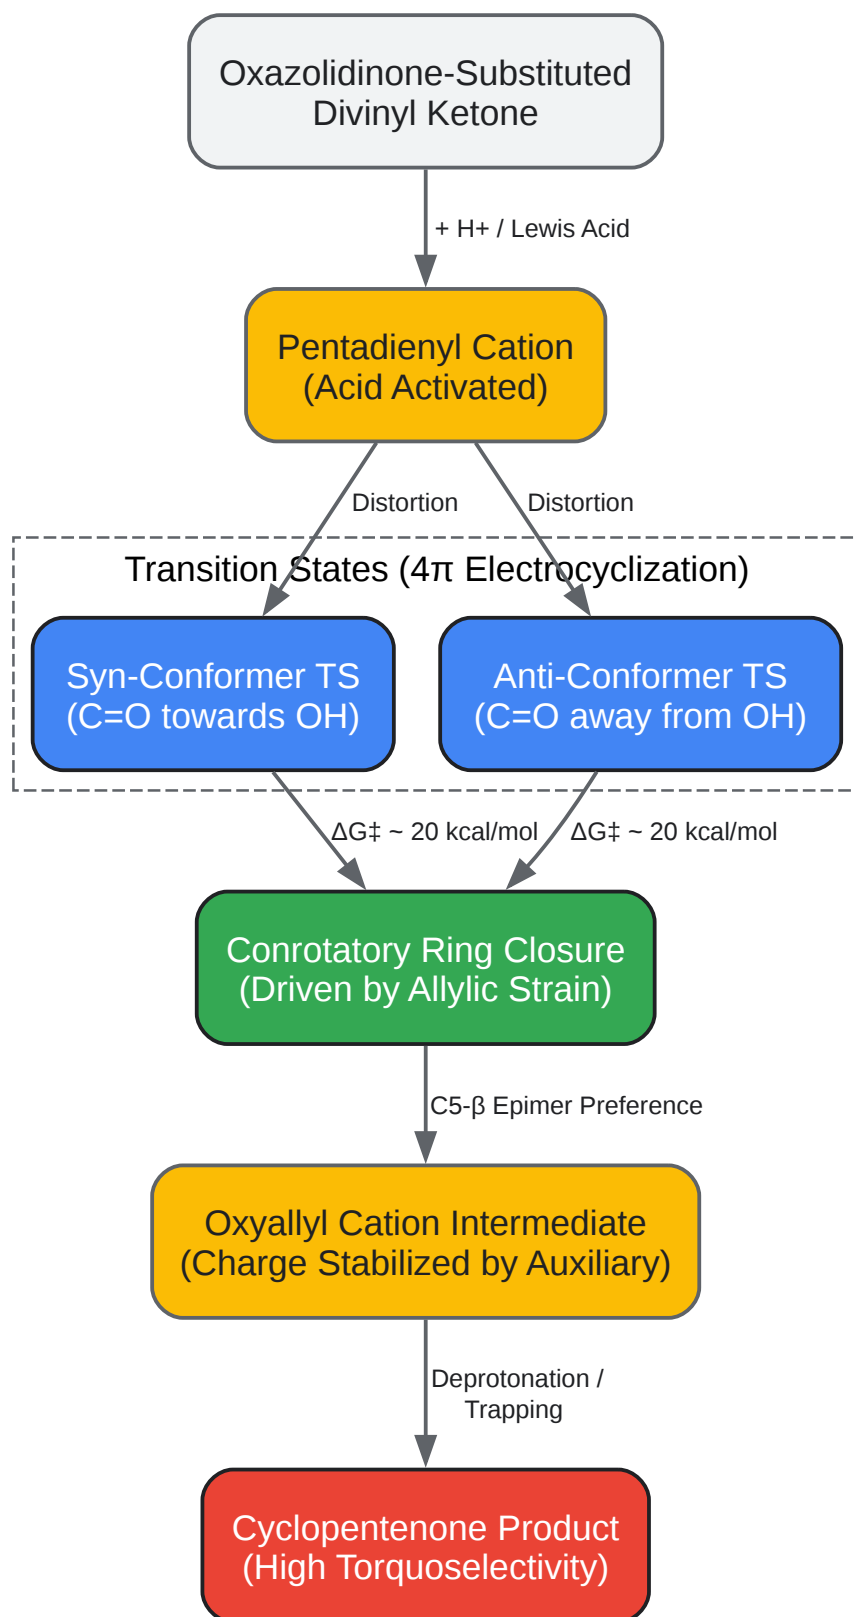 Oxazolidinone-Substituted
Divinyl Ketone
+ H+ / Lewis Acid
Pentadienyl Cation
(Acid Activated)
Distortion
Distortion
Transition States (4π Electrocyclization)
Syn-Conformer TS
(C=O towards OH)
Anti-Conformer TS
(C=O away from OH)
ΔG‡ ~ 20 kcal/mol
ΔG‡ ~ 20 kcal/mol
Conrotatory Ring Closure
(Driven by Allylic Strain)
C5-β Epimer Preference
Oxyallyl Cation Intermediate
(Charge Stabilized by Auxiliary)
Deprotonation /
Trapping
Cyclopentenone Product
(High Torquoselectivity)